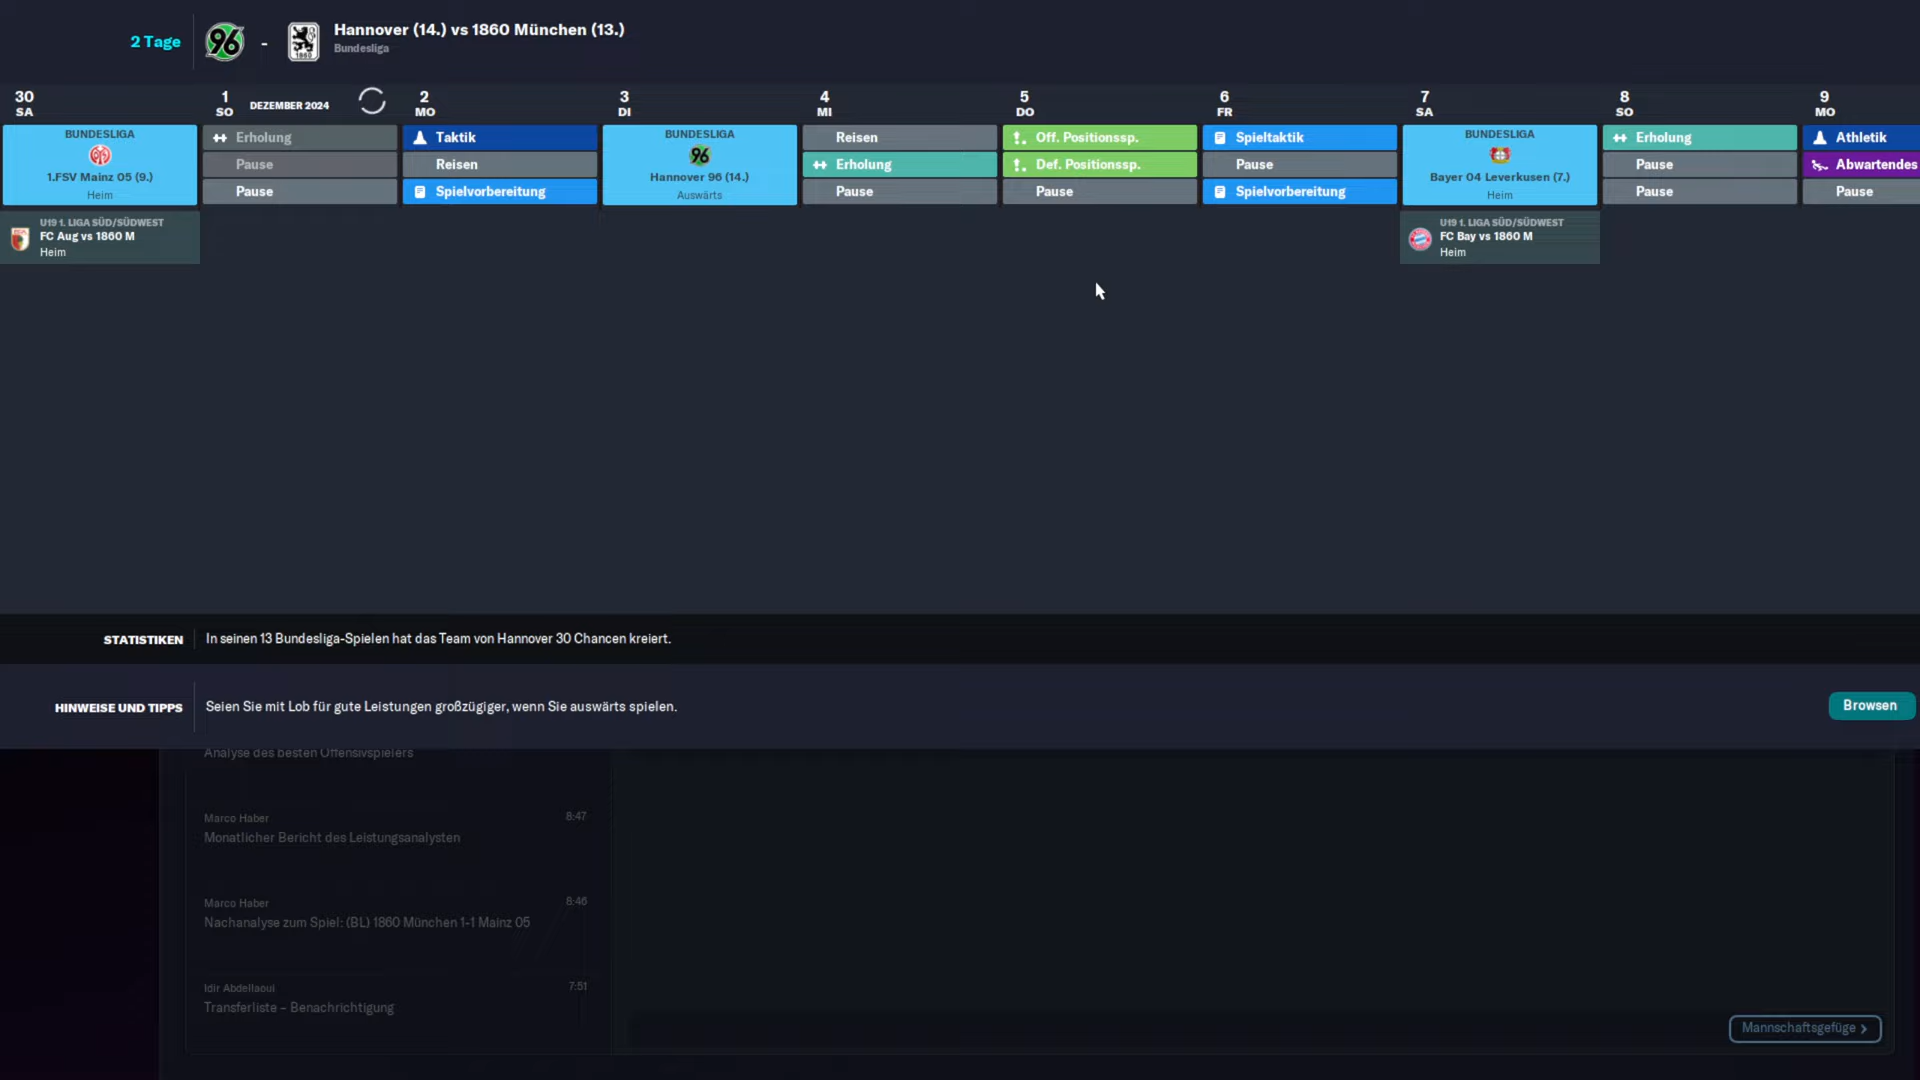 2 Tage
96
-
1860
Hannover (14.) vs 1860 München (13.)
Bundesliga
30
SA
1
SO
DEZEMBER 2024
2
MO
3
DI
4
MI
5
DO
6
FR
7
SA
8
SO
9
MO
BUNDESLIGA
1.FSV Mainz 05 (9.)
Heim
U19 1. LIGA SÜD/SÜDWEST
FC Aug vs 1860 M
Heim
Erholung
Pause
Pause
Taktik
Reisen
Spielvorbereitung
BUNDESLIGA
96
Hannover 96 (14.)
Auswärts
Reisen
Erholung
Pause
Off. Positionssp.
Def. Positionssp.
Pause
Spieltaktik
Pause
Spielvorbereitung
BUNDESLIGA
Bayer 04 Leverkusen (7.)
Heim
U19 1. LIGA SÜD/SÜDWEST
FC Bay vs 1860 M
Heim
Erholung
Pause
Pause
Athletik
Abwartendes
Pause
STATISTIKEN
In seinen 13 Bundesliga-Spielen hat das Team von Hannover 30 Chancen kreiert.
HINWEISE UND TIPPS
Seien Sie mit Lob für gute Leistungen großzügiger, wenn Sie auswärts spielen.
Browsen
Analyse des besten Offensivspielers
Marco Haber
8:47
Monatlicher Bericht des Leistungsanalysten
Marco Haber
8:46
Nachanalyse zum Spiel: (BL) 1860 München 1-1 Mainz 05
Idir Abdellaoui
7:51
Transferliste – Benachrichtigung
Mannschaftsgefüge >